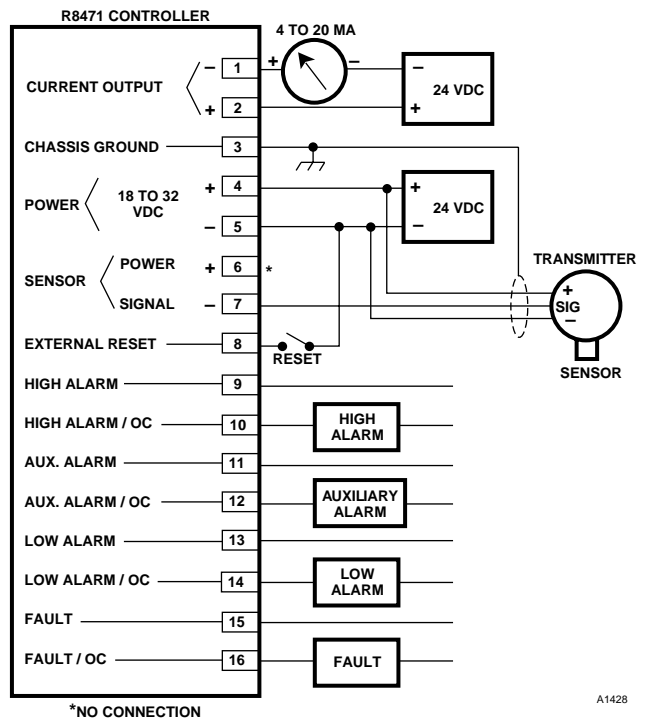 R8471 CONTROLLER
4 TO 20 MA
CURRENT OUTPUT
– 1 + –
+ 2
–
24 VDC
+
CHASSIS GROUND 3
POWER 18 TO 32 VDC
+ 4 +
24 VDC
– 5 –
SENSOR
POWER + 6 *
SIGNAL – 7
TRANSMITTER
+
SIG
–
SENSOR
EXTERNAL RESET 8
RESET
HIGH ALARM 9
HIGH ALARM / OC 10
HIGH
ALARM
AUX. ALARM 11
AUX. ALARM / OC 12
AUXILIARY
ALARM
LOW ALARM 13
LOW ALARM / OC 14
LOW
ALARM
FAULT 15
FAULT / OC 16
FAULT
*NO CONNECTION
A1428